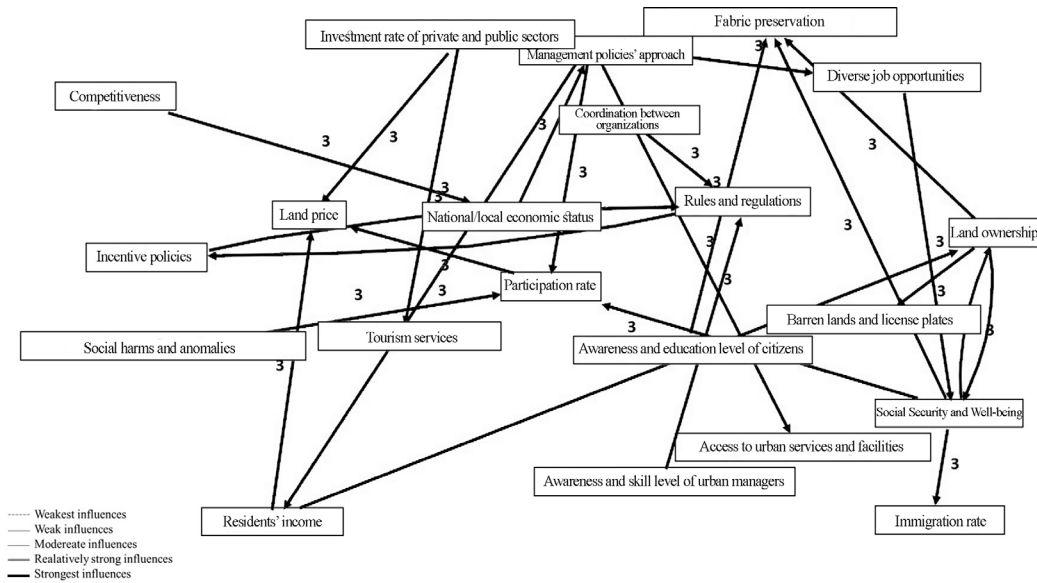 Fabric preservation
Investment rate of private and public sectors
3
Management policies' approach
Diverse job opportunities
Competitiveness
Coordination between
organizations
3
3
3
3
3
3
3
3
3
3
Rules and regulations
Land price
National/local economic status
Land ownership
3
3
Incentive policies
3
3
Participation rate
3
3
Barren lands and license plates
3
3
Tourism services
Social harms and anomalies
Awareness and education level of citizens
3
Social Security and Well-being
Access to urban services and facilities
3
Awareness and skill level of urban managers
Residents' income
Immigration rate
Weakest influences
Weak influences
Modereate influences
Realatively strong influences
Strongest influences